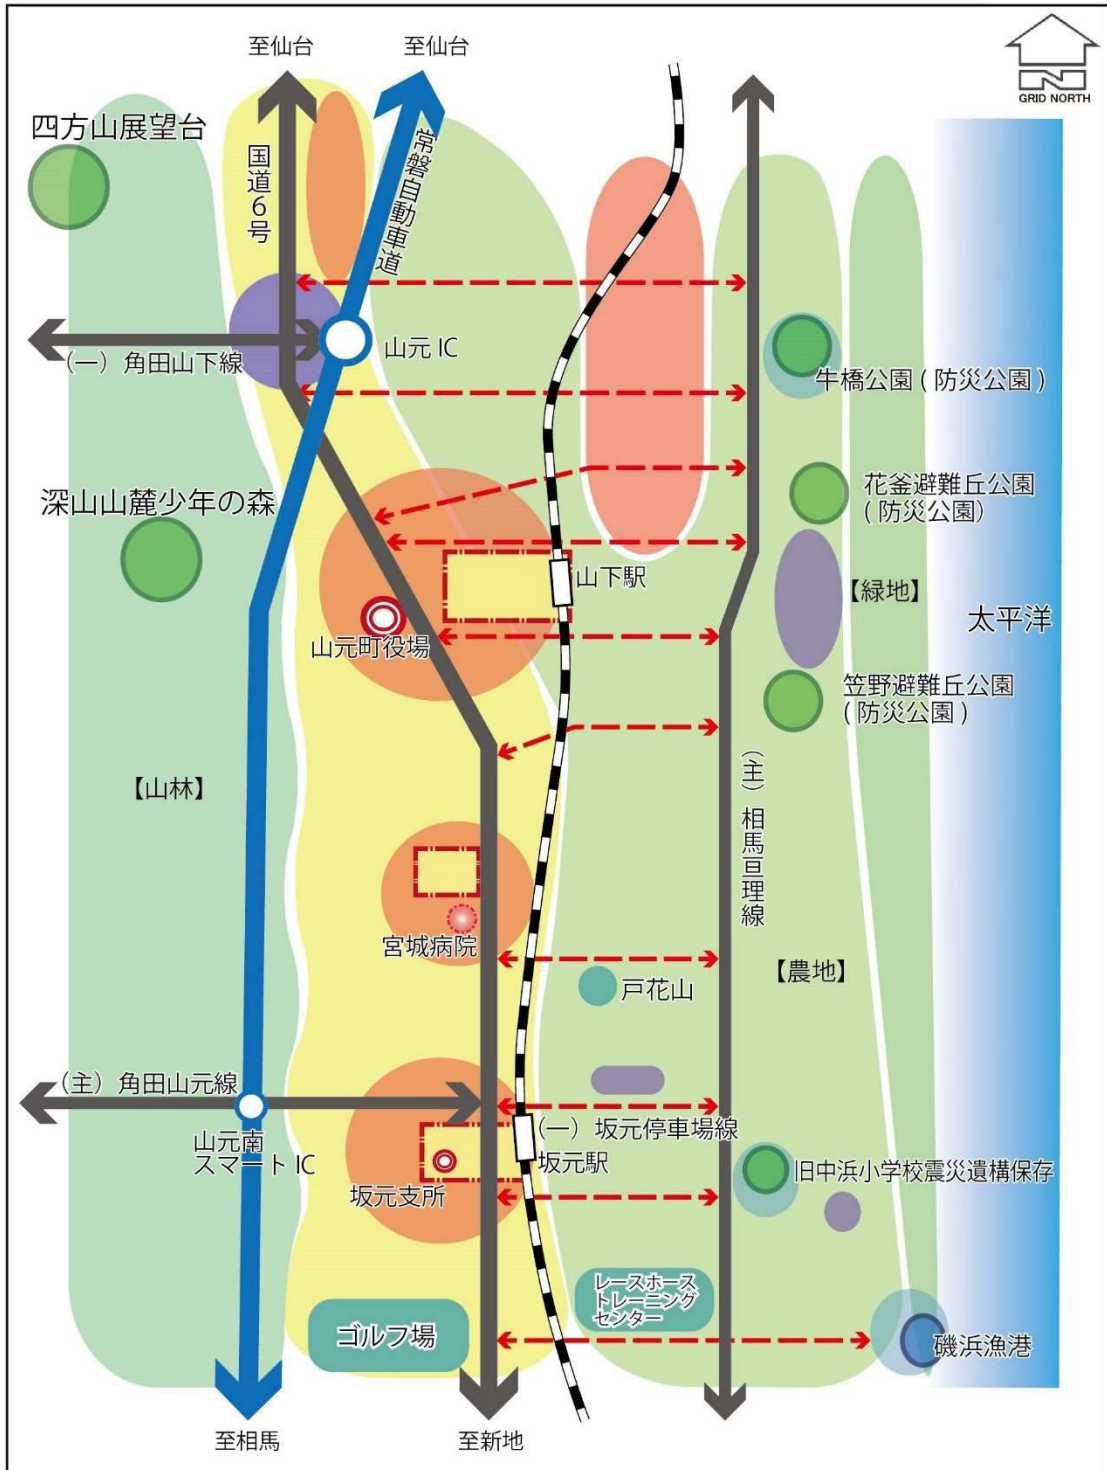 至仙台
至仙台
GRID NORTH
四方山展望台
国道6号
常磐自動車道
(一) 角田山下線
山元 IC
牛橋公園 ( 防災公園 )
深山山麓少年の森
花釜避難丘公園
( 防災公園)
山下駅
【緑地】
太平洋
山元町役場
笠野避難丘公園
( 防災公園 )
【山林】
(主) 相馬亘理線
宮城病院
戸花山
【農地】
(主) 角田山元線
山元南
スマート IC
(一) 坂元停車場線
坂元駅
坂元支所
旧中浜小学校震災遺構保存
レースホース
トレーニング
センター
ゴルフ場
磯浜漁港
至相馬
至新地